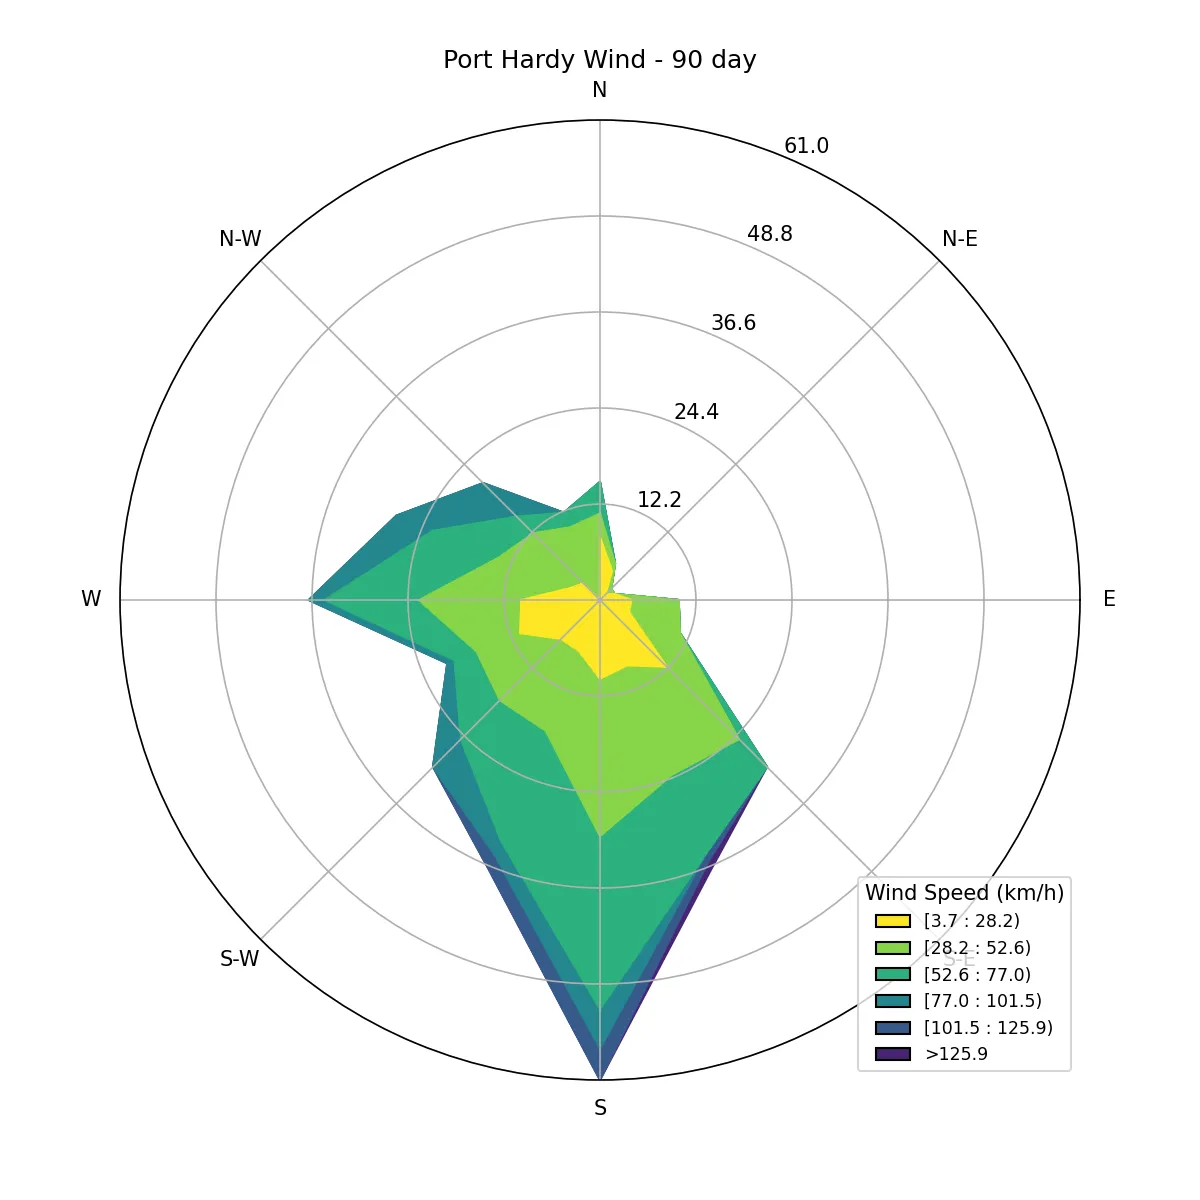 Port Hardy Wind - 90 day
N
61.0
48.8
N-W
N-E
36.6
24.4
12.2
W
E
S-W
S-E
Wind Speed (km/h)
[3.7 : 28.2)
[28.2 : 52.6)
[52.6 : 77.0)
[77.0 : 101.5)
[101.5 : 125.9)
>125.9
S